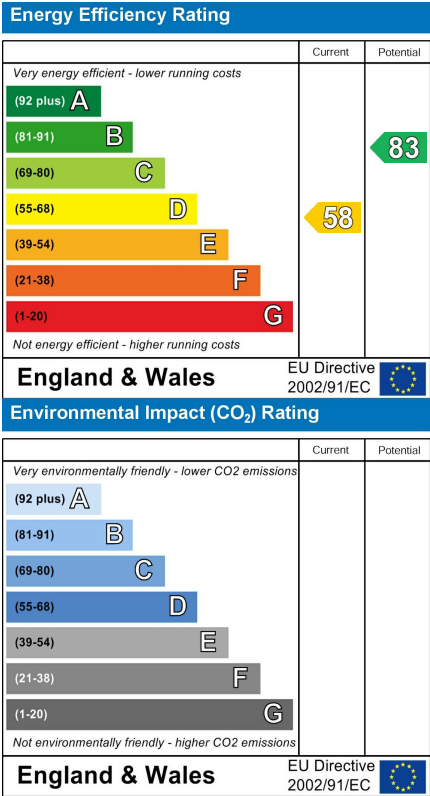 Energy Efficiency Rating
Current Potential
Very energy efficient - lower running costs
(92 plus) A
(81-91) B
83
(69-80) C
(55-68) D
58
(39-54) E
(21-38) F
(1-20) G
Not energy efficient - higher running costs
England & Wales
EU Directive
2002/91/EC
Environmental Impact (CO₂) Rating
Current Potential
Very environmentally friendly - lower CO2 emissions
(92 plus) A
(81-91) B
(69-80) C
(55-68) D
(39-54) E
(21-38) F
(1-20) G
Not environmentally friendly - higher CO2 emissions
England & Wales
EU Directive
2002/91/EC